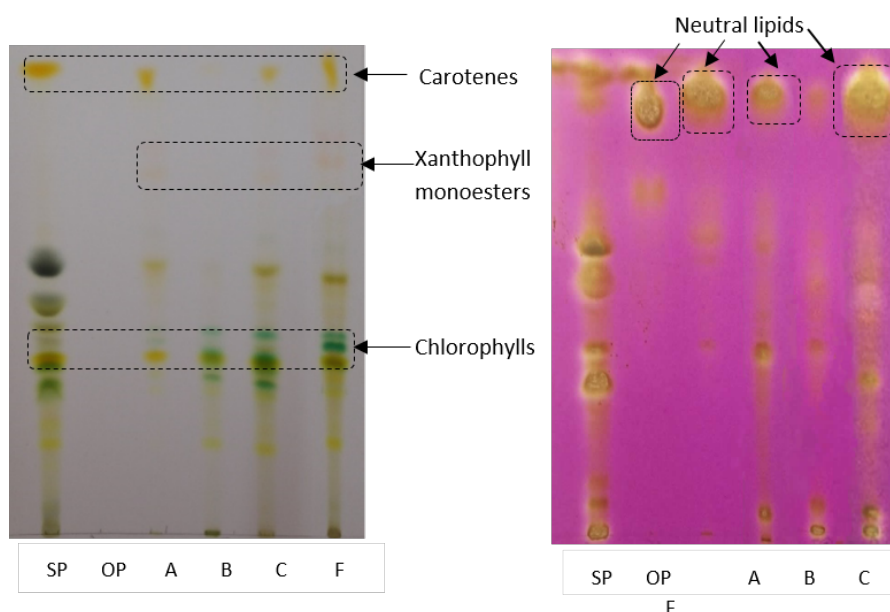 Neutral lipids
Carotenes
Xanthophyll
monoesters
Chlorophylls
SP OP A B C F
SP OP A B C
F